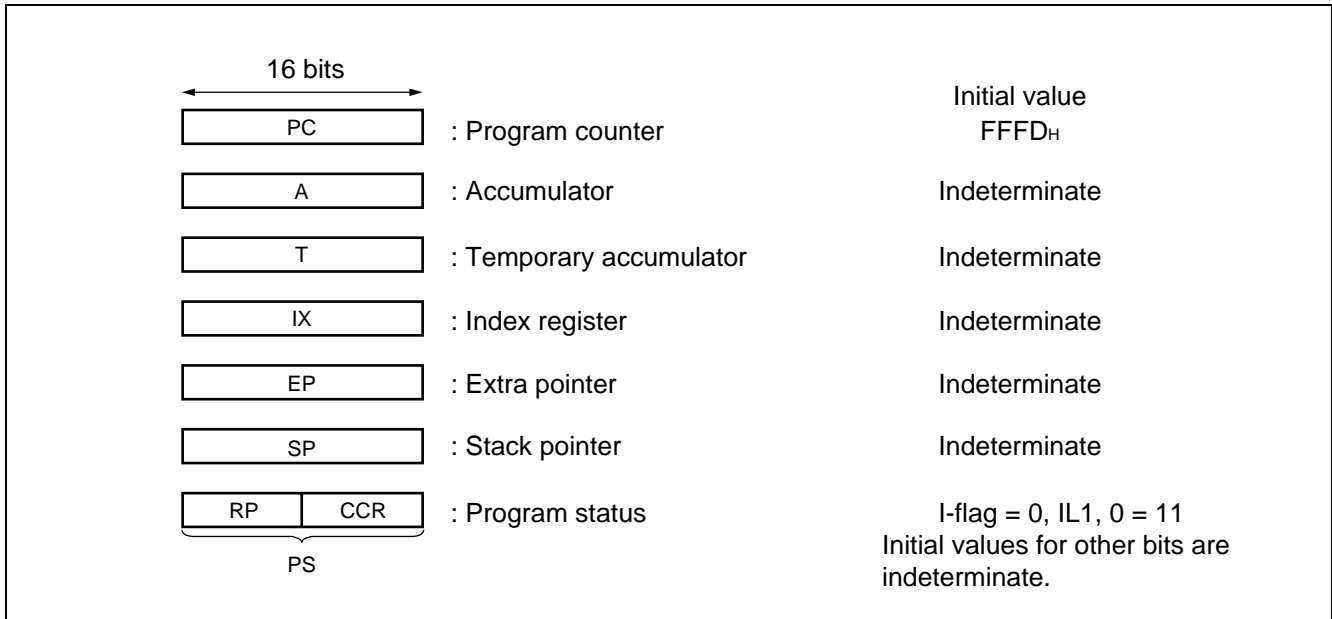 16 bits
Initial value
PC : Program counter FFFDH
A : Accumulator Indeterminate
T : Temporary accumulator Indeterminate
IX : Index register Indeterminate
EP : Extra pointer Indeterminate
SP : Stack pointer Indeterminate
RP CCR : Program status I-flag = 0, IL1, 0 = 11
PS
Initial values for other bits are
indeterminate.